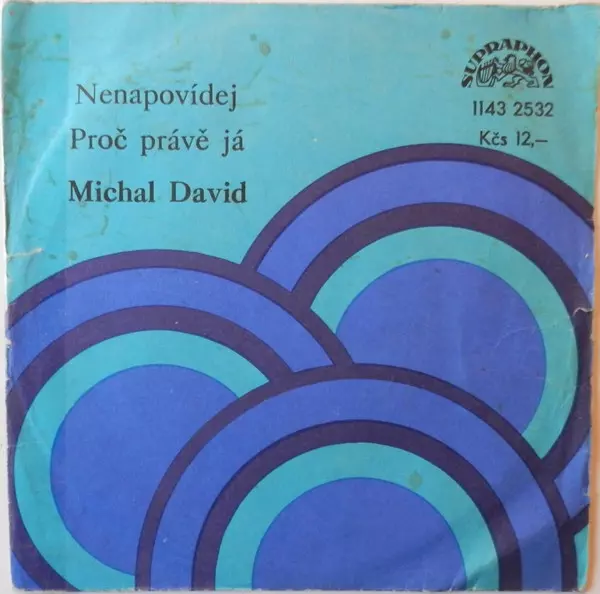 Nenapovídej
Proč právě já
Michal David
SUPRAPHON
1143 2532
Kčs 12,–